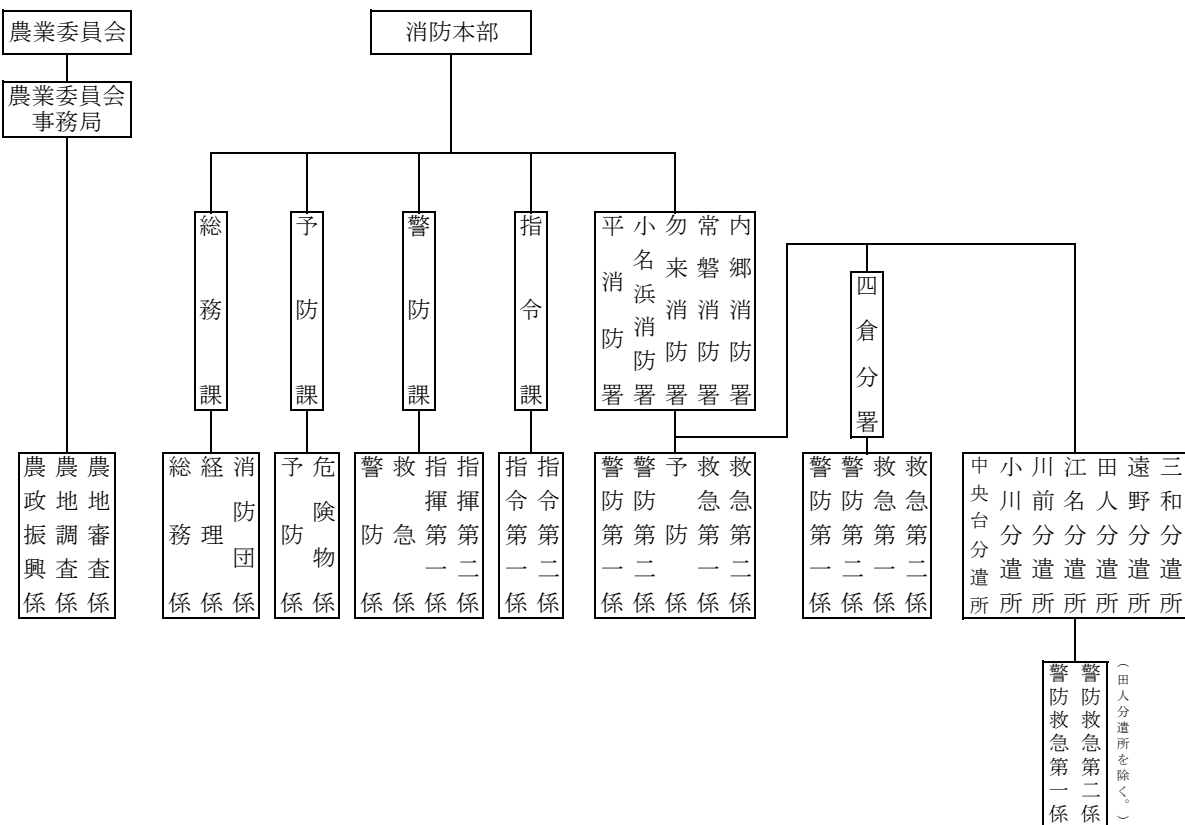 農業委員会
農業委員会
事務局
農政振興係
農地調査係
農地審査係
消防本部
総務課
予防課
警防課
指令課
平消防署
小名浜消防署
勿来消防署
常磐消防署
内郷消防署
四倉分署
総務係
経理係
消防団係
予防係
危険物係
警防係
救急係
指揮第一係
指揮第二係
指令第一係
指令第二係
警防第一係
警防第二係
予防係
救急第一係
救急第二係
警防第一係
警防第二係
救急第一係
救急第二係
中央台分遣所
小川分遣所
川前分遣所
江名分遣所
田人分遣所
遠野分遣所
三和分遣所
警防救急第一係
警防救急第二係
（田人分遣所を除く。）